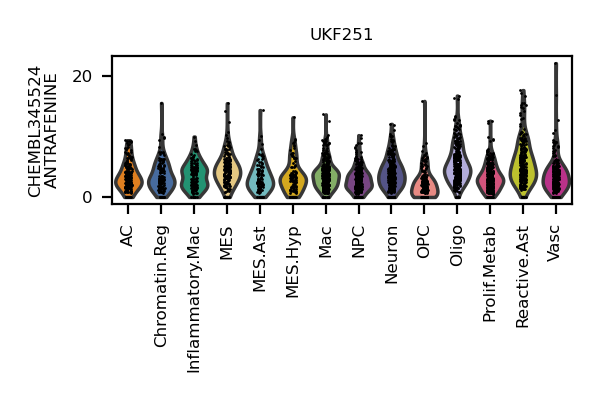 UKF251
CHEMBL345524
ANTRAFENINE
20
0
AC
Chromatin.Reg
Inflammatory.Mac
MES
MES.Ast
MES.Hyp
Mac
NPC
Neuron
OPC
Oligo
Prolif.Metab
Reactive.Ast
Vasc